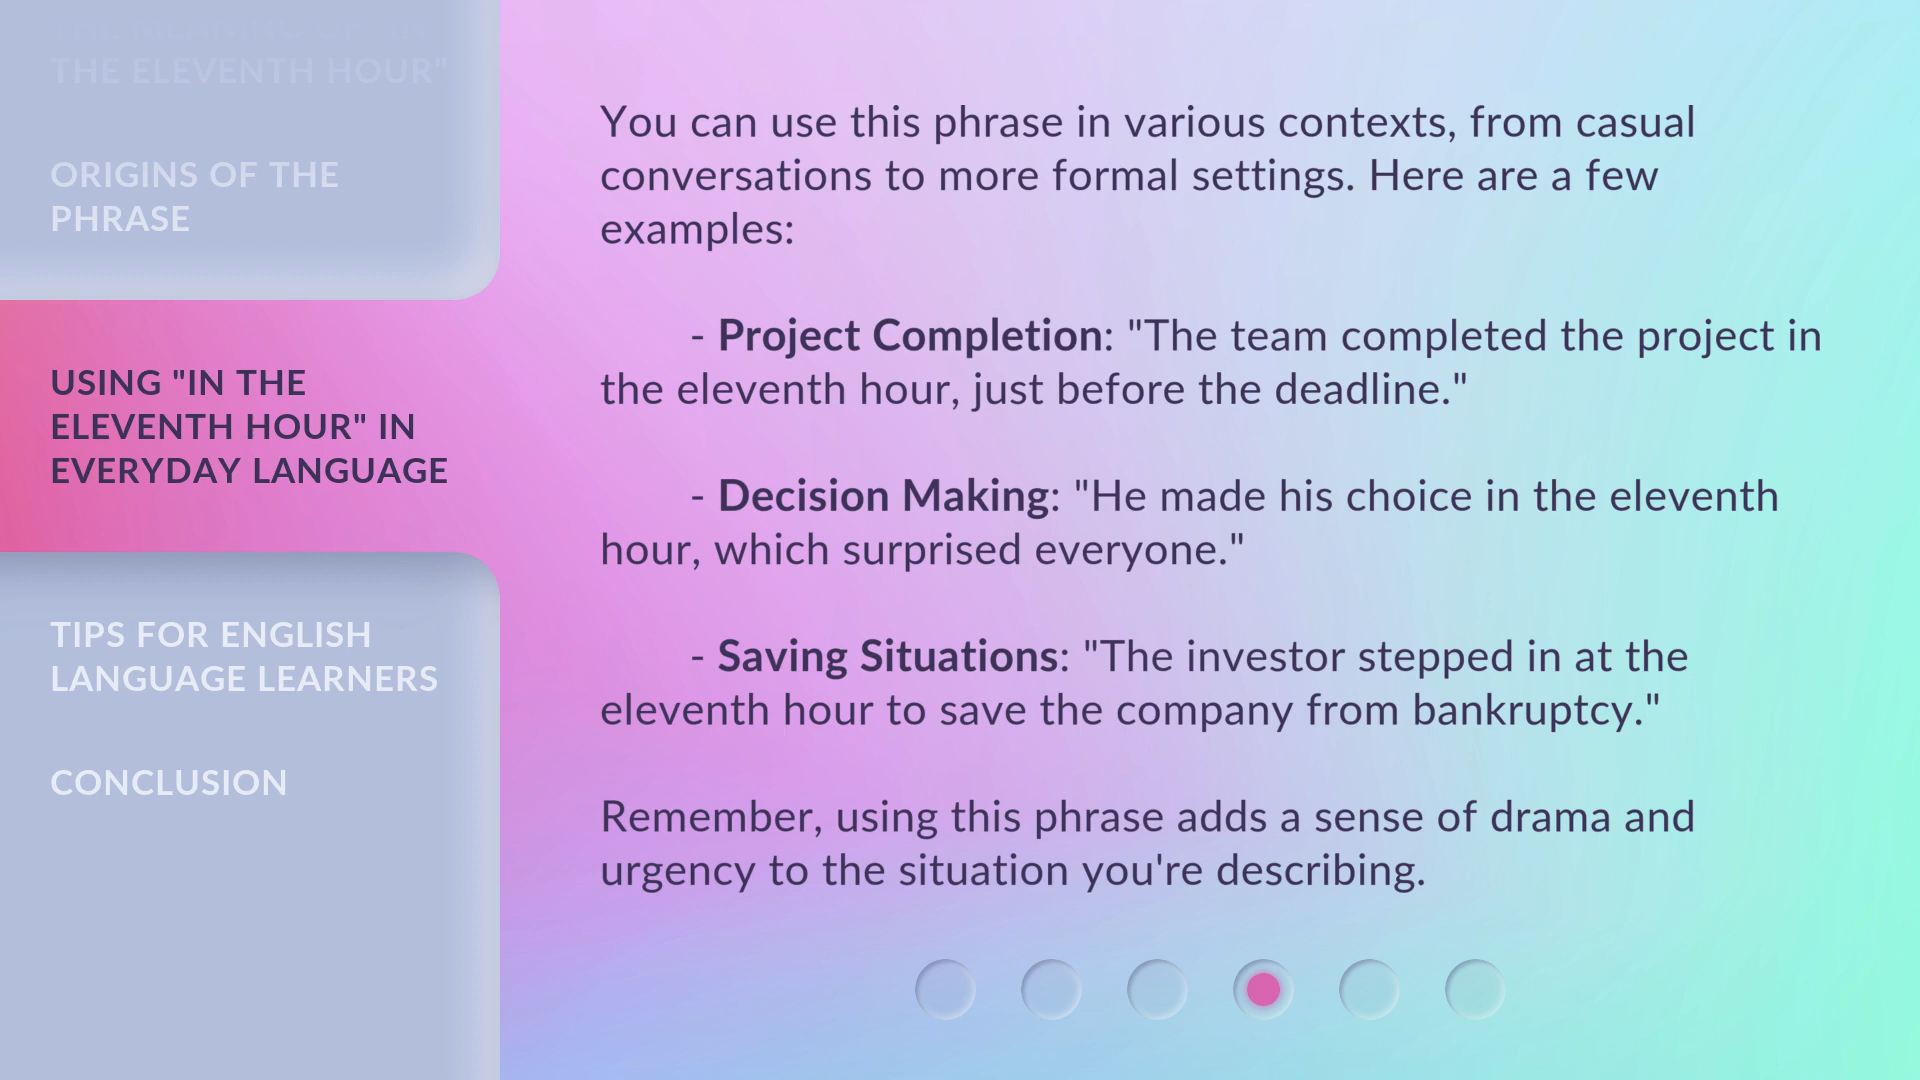 THE ELEVENTH HOUR"
ORIGINS OF THE
PHRASE
USING "IN THE
ELEVENTH HOUR" IN
EVERYDAY LANGUAGE
TIPS FOR ENGLISH
LANGUAGE LEARNERS
CONCLUSION
You can use this phrase in various contexts, from casual
conversations to more formal settings. Here are a few
examples:
- Project Completion: "The team completed the project in
the eleventh hour, just before the deadline."
- Decision Making: "He made his choice in the eleventh
hour, which surprised everyone."
- Saving Situations: "The investor stepped in at the
eleventh hour to save the company from bankruptcy."
Remember, using this phrase adds a sense of drama and
urgency to the situation you're describing.